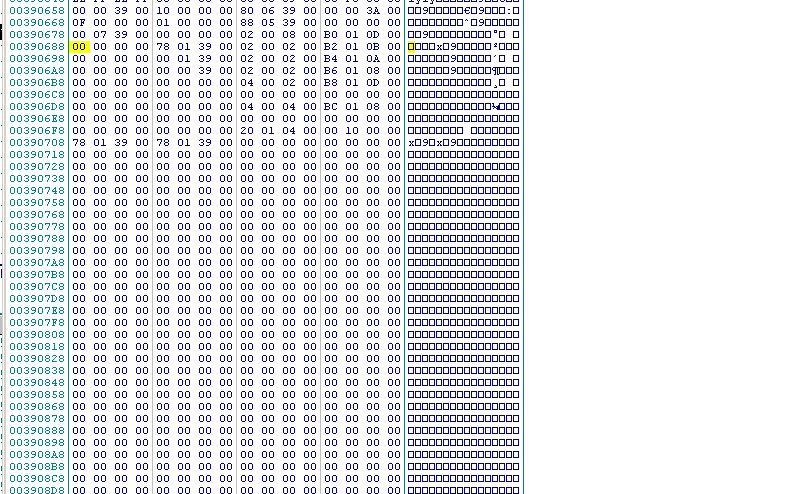 00390658 00 00 39 00 10 00 00 00 80 06 39 00 00 00 3A 00
00390668 0F 00 00 00 01 00 00 00 88 05 39 00 00 00 00 00
00390678 00 07 39 00 00 00 00 00 02 00 08 00 B0 01 0D 00
00390688 00 00 00 00 78 01 39 00 02 00 02 00 B2 01 0B 00
00390698 00 00 00 00 00 01 39 00 02 00 02 00 B4 01 0A 00
003906A8 00 00 00 00 00 00 39 00 02 00 02 00 B6 01 08 00
003906B8 00 00 00 00 00 00 00 00 04 00 02 00 B8 01 0D 00
003906C8 00 00 00 00 00 00 00 00 00 00 00 00 00 00 00 00
003906D8 00 00 00 00 00 00 00 00 04 00 04 00 BC 01 08 00
003906E8 00 00 00 00 00 00 00 00 00 00 00 00 00 00 00 00
003906F8 00 00 00 00 00 00 00 00 20 01 04 00 00 10 00 00
00390708 78 01 39 00 78 01 39 00 00 00 00 00 00 00 00 00
00390718 00 00 00 00 00 00 00 00 00 00 00 00 00 00 00 00
00390728 00 00 00 00 00 00 00 00 00 00 00 00 00 00 00 00
00390738 00 00 00 00 00 00 00 00 00 00 00 00 00 00 00 00
00390748 00 00 00 00 00 00 00 00 00 00 00 00 00 00 00 00
00390758 00 00 00 00 00 00 00 00 00 00 00 00 00 00 00 00
00390768 00 00 00 00 00 00 00 00 00 00 00 00 00 00 00 00
00390778 00 00 00 00 00 00 00 00 00 00 00 00 00 00 00 00
00390788 00 00 00 00 00 00 00 00 00 00 00 00 00 00 00 00
00390798 00 00 00 00 00 00 00 00 00 00 00 00 00 00 00 00
003907A8 00 00 00 00 00 00 00 00 00 00 00 00 00 00 00 00
003907B8 00 00 00 00 00 00 00 00 00 00 00 00 00 00 00 00
003907C8 00 00 00 00 00 00 00 00 00 00 00 00 00 00 00 00
003907D8 00 00 00 00 00 00 00 00 00 00 00 00 00 00 00 00
003907E8 00 00 00 00 00 00 00 00 00 00 00 00 00 00 00 00
003907F8 00 00 00 00 00 00 00 00 00 00 00 00 00 00 00 00
00390808 00 00 00 00 00 00 00 00 00 00 00 00 00 00 00 00
00390818 00 00 00 00 00 00 00 00 00 00 00 00 00 00 00 00
00390828 00 00 00 00 00 00 00 00 00 00 00 00 00 00 00 00
00390838 00 00 00 00 00 00 00 00 00 00 00 00 00 00 00 00
00390848 00 00 00 00 00 00 00 00 00 00 00 00 00 00 00 00
00390858 00 00 00 00 00 00 00 00 00 00 00 00 00 00 00 00
00390868 00 00 00 00 00 00 00 00 00 00 00 00 00 00 00 00
00390878 00 00 00 00 00 00 00 00 00 00 00 00 00 00 00 00
00390888 00 00 00 00 00 00 00 00 00 00 00 00 00 00 00 00
00390898 00 00 00 00 00 00 00 00 00 00 00 00 00 00 00 00
003908A8 00 00 00 00 00 00 00 00 00 00 00 00 00 00 00 00
003908B8 00 00 00 00 00 00 00 00 00 00 00 00 00 00 00 00
003908C8 00 00 00 00 00 00 00 00 00 00 00 00 00 00 00 00
003908D8 00 00 00 00 00 00 00 00 00 00 00 00 00 00 00 00